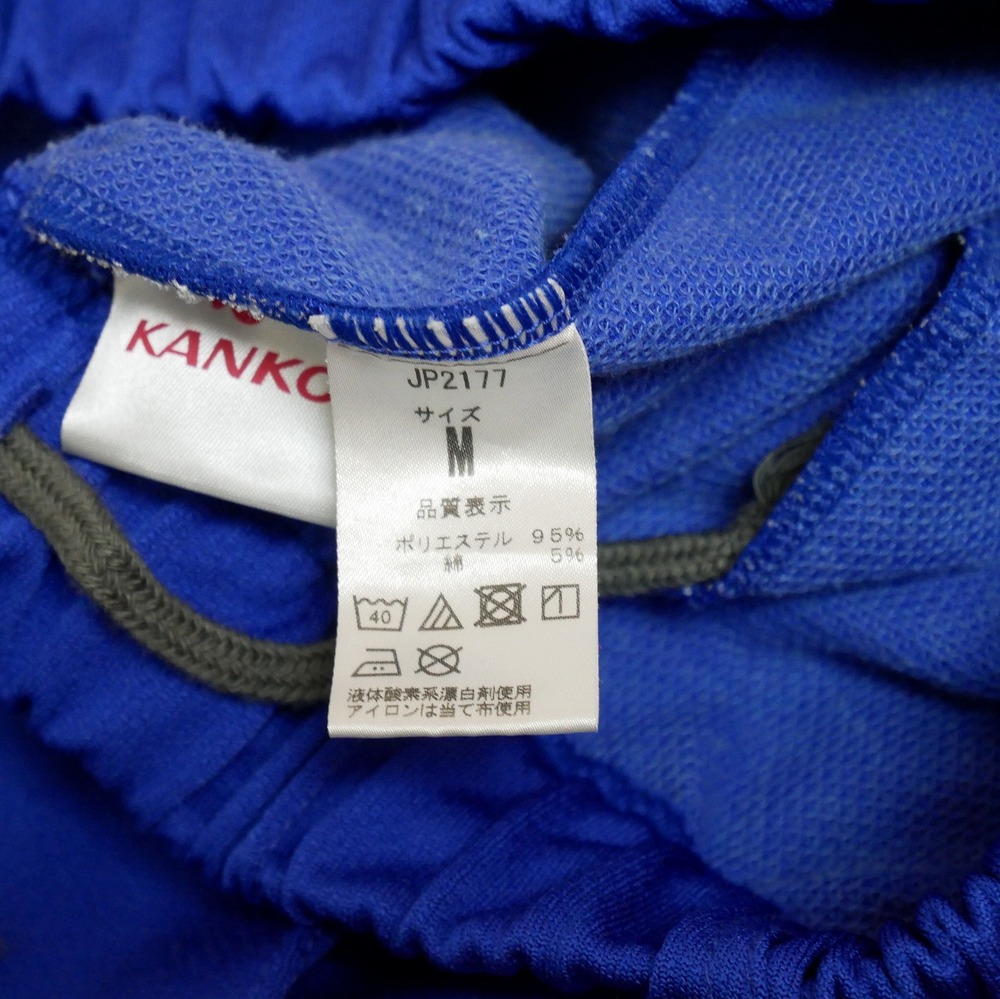 KANKO
JP2177
サイズ
M
品質表示
ポリエステル 95%
綿 5%
40
液体酸素系漂白剤使用
アイロンは当て布使用